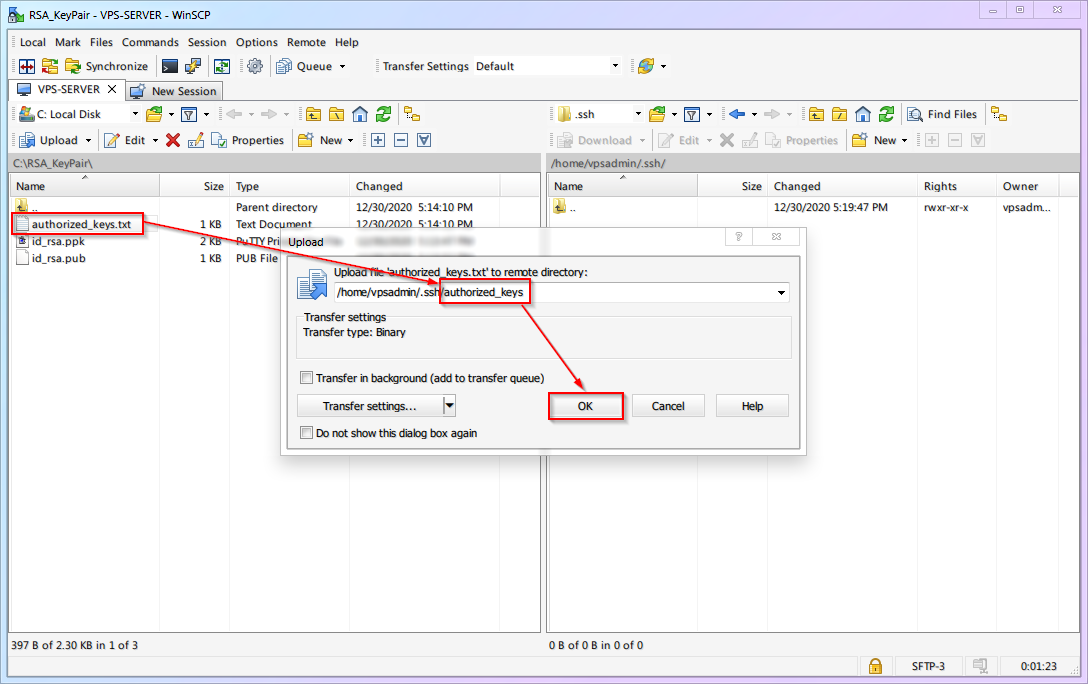 RSA_KeyPair - VPS-SERVER - WinSCP
Local Mark Files Commands Session Options Remote Help
Synchronize Queue Transfer Settings Default
VPS-SERVER New Session
C: Local Disk .ssh Find Files
Upload Edit Properties New Download Edit Properties New
C:\RSA_KeyPair\ /home/vpsadmin/.ssh/
Name Size Type Changed Name Size Changed Rights Owner
.. Parent directory 12/30/2020 5:14:10 PM .. 12/30/2020 5:19:47 PM rwxr-xr-x vpsadm...
authorized_keys.txt 1 KB Text Document 12/30/2020 5:14:10 PM
id_rsa.ppk 2 KB PuTTY
id_rsa.pub 1 KB PUB File
Upload ?
Upload file 'authorized_keys.txt' to remote directory:
/home/vpsadmin/.ssh/authorized_keys
Transfer settings
Transfer type: Binary
Transfer in background (add to transfer queue)
Transfer settings... OK Cancel Help
Do not show this dialog box again
397 B of 2.30 KB in 1 of 3 0 B of 0 B in 0 of 0
SFTP-3 0:01:23